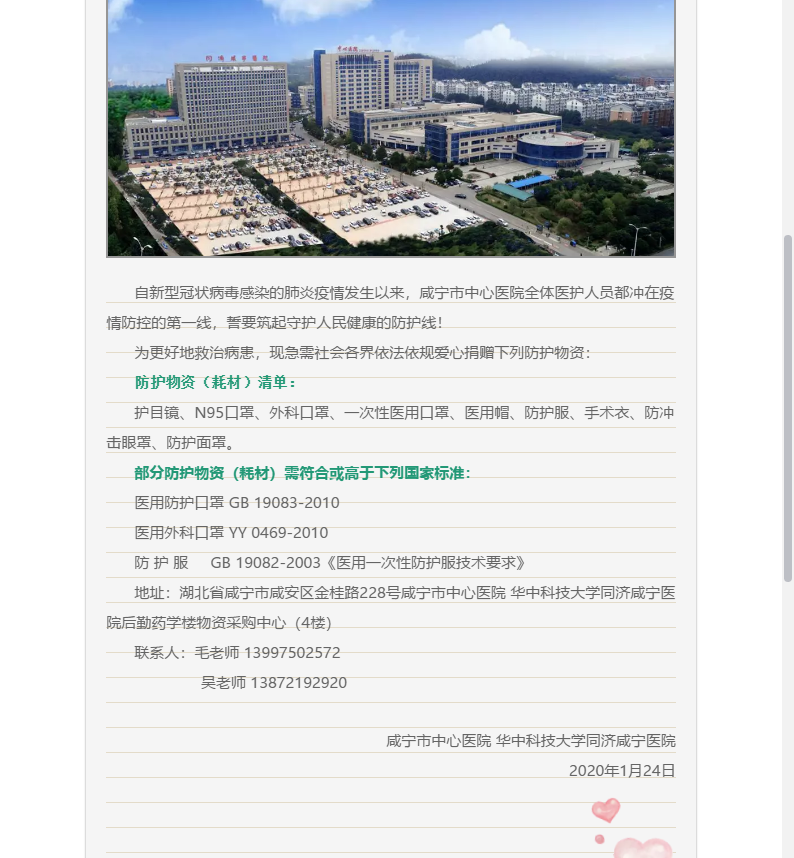 自新型冠状病毒感染的肺炎疫情发生以来，咸宁市中心医院全体医护人员都冲在疫
情防控的第一线，誓要筑起守护人民健康的防护线！
为更好地救治病患，现急需社会各界依法依规爱心捐赠下列防护物资：
防护物资（耗材）清单：
护目镜、N95口罩、外科口罩、一次性医用口罩、医用帽、防护服、手术衣、防冲
击眼罩、防护面罩。
部分防护物资（耗材）需符合或高于下列国家标准：
医用防护口罩 GB 19083-2010
医用外科口罩 YY 0469-2010
防 护 服 GB 19082-2003《医用一次性防护服技术要求》
地址：湖北省咸宁市咸安区金桂路228号咸宁市中心医院 华中科技大学同济咸宁医
院后勤药学楼物资采购中心（4楼）
联系人：毛老师 13997502572
吴老师 13872192920
咸宁市中心医院 华中科技大学同济咸宁医院
2020年1月24日